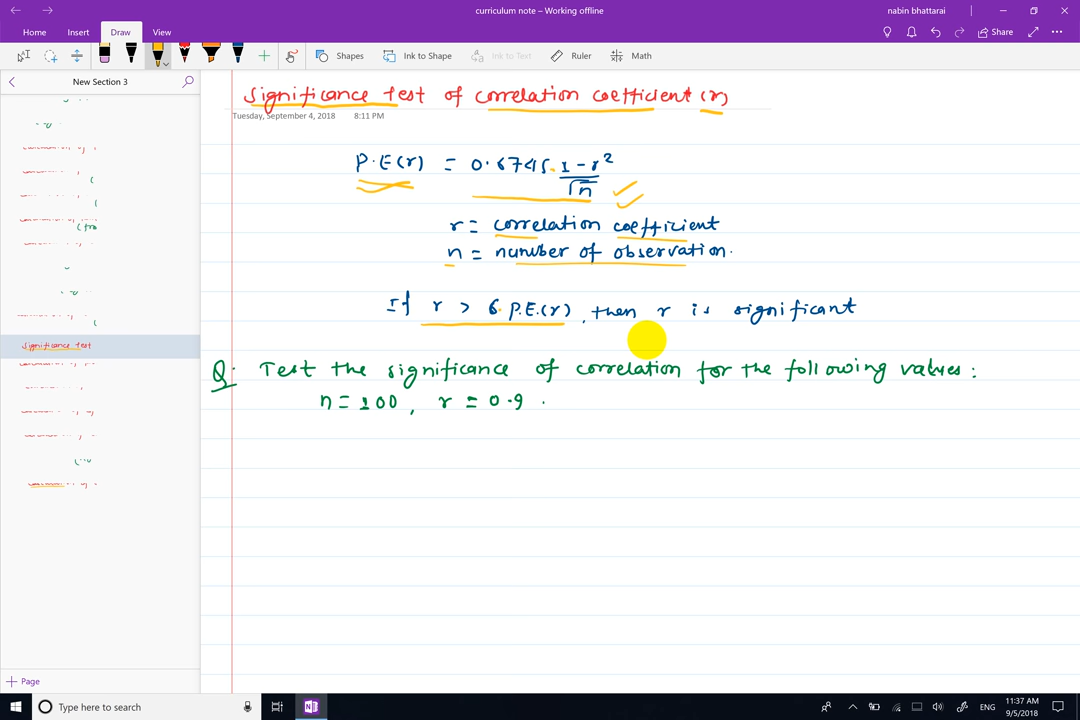 curriculum note – Working offline
nabin bhattarai
Home Insert Draw View
Share
Shapes Ink to Shape Ink to Text Ruler Math
New Section 3
Significance test of correlation coefficient (r)
Tuesday, September 4, 2018 8:11 PM
P.E(r) = 0.6745. 1 - r² / √n
r = correlation coefficient
n = number of observation.
If r > 6 P.E.(r), then r is significant
Significance test
Q. Test the significance of correlation for the following values:
n = 100, r = 0.9.
Page
Type here to search
ENG
11:37 AM
9/5/2018